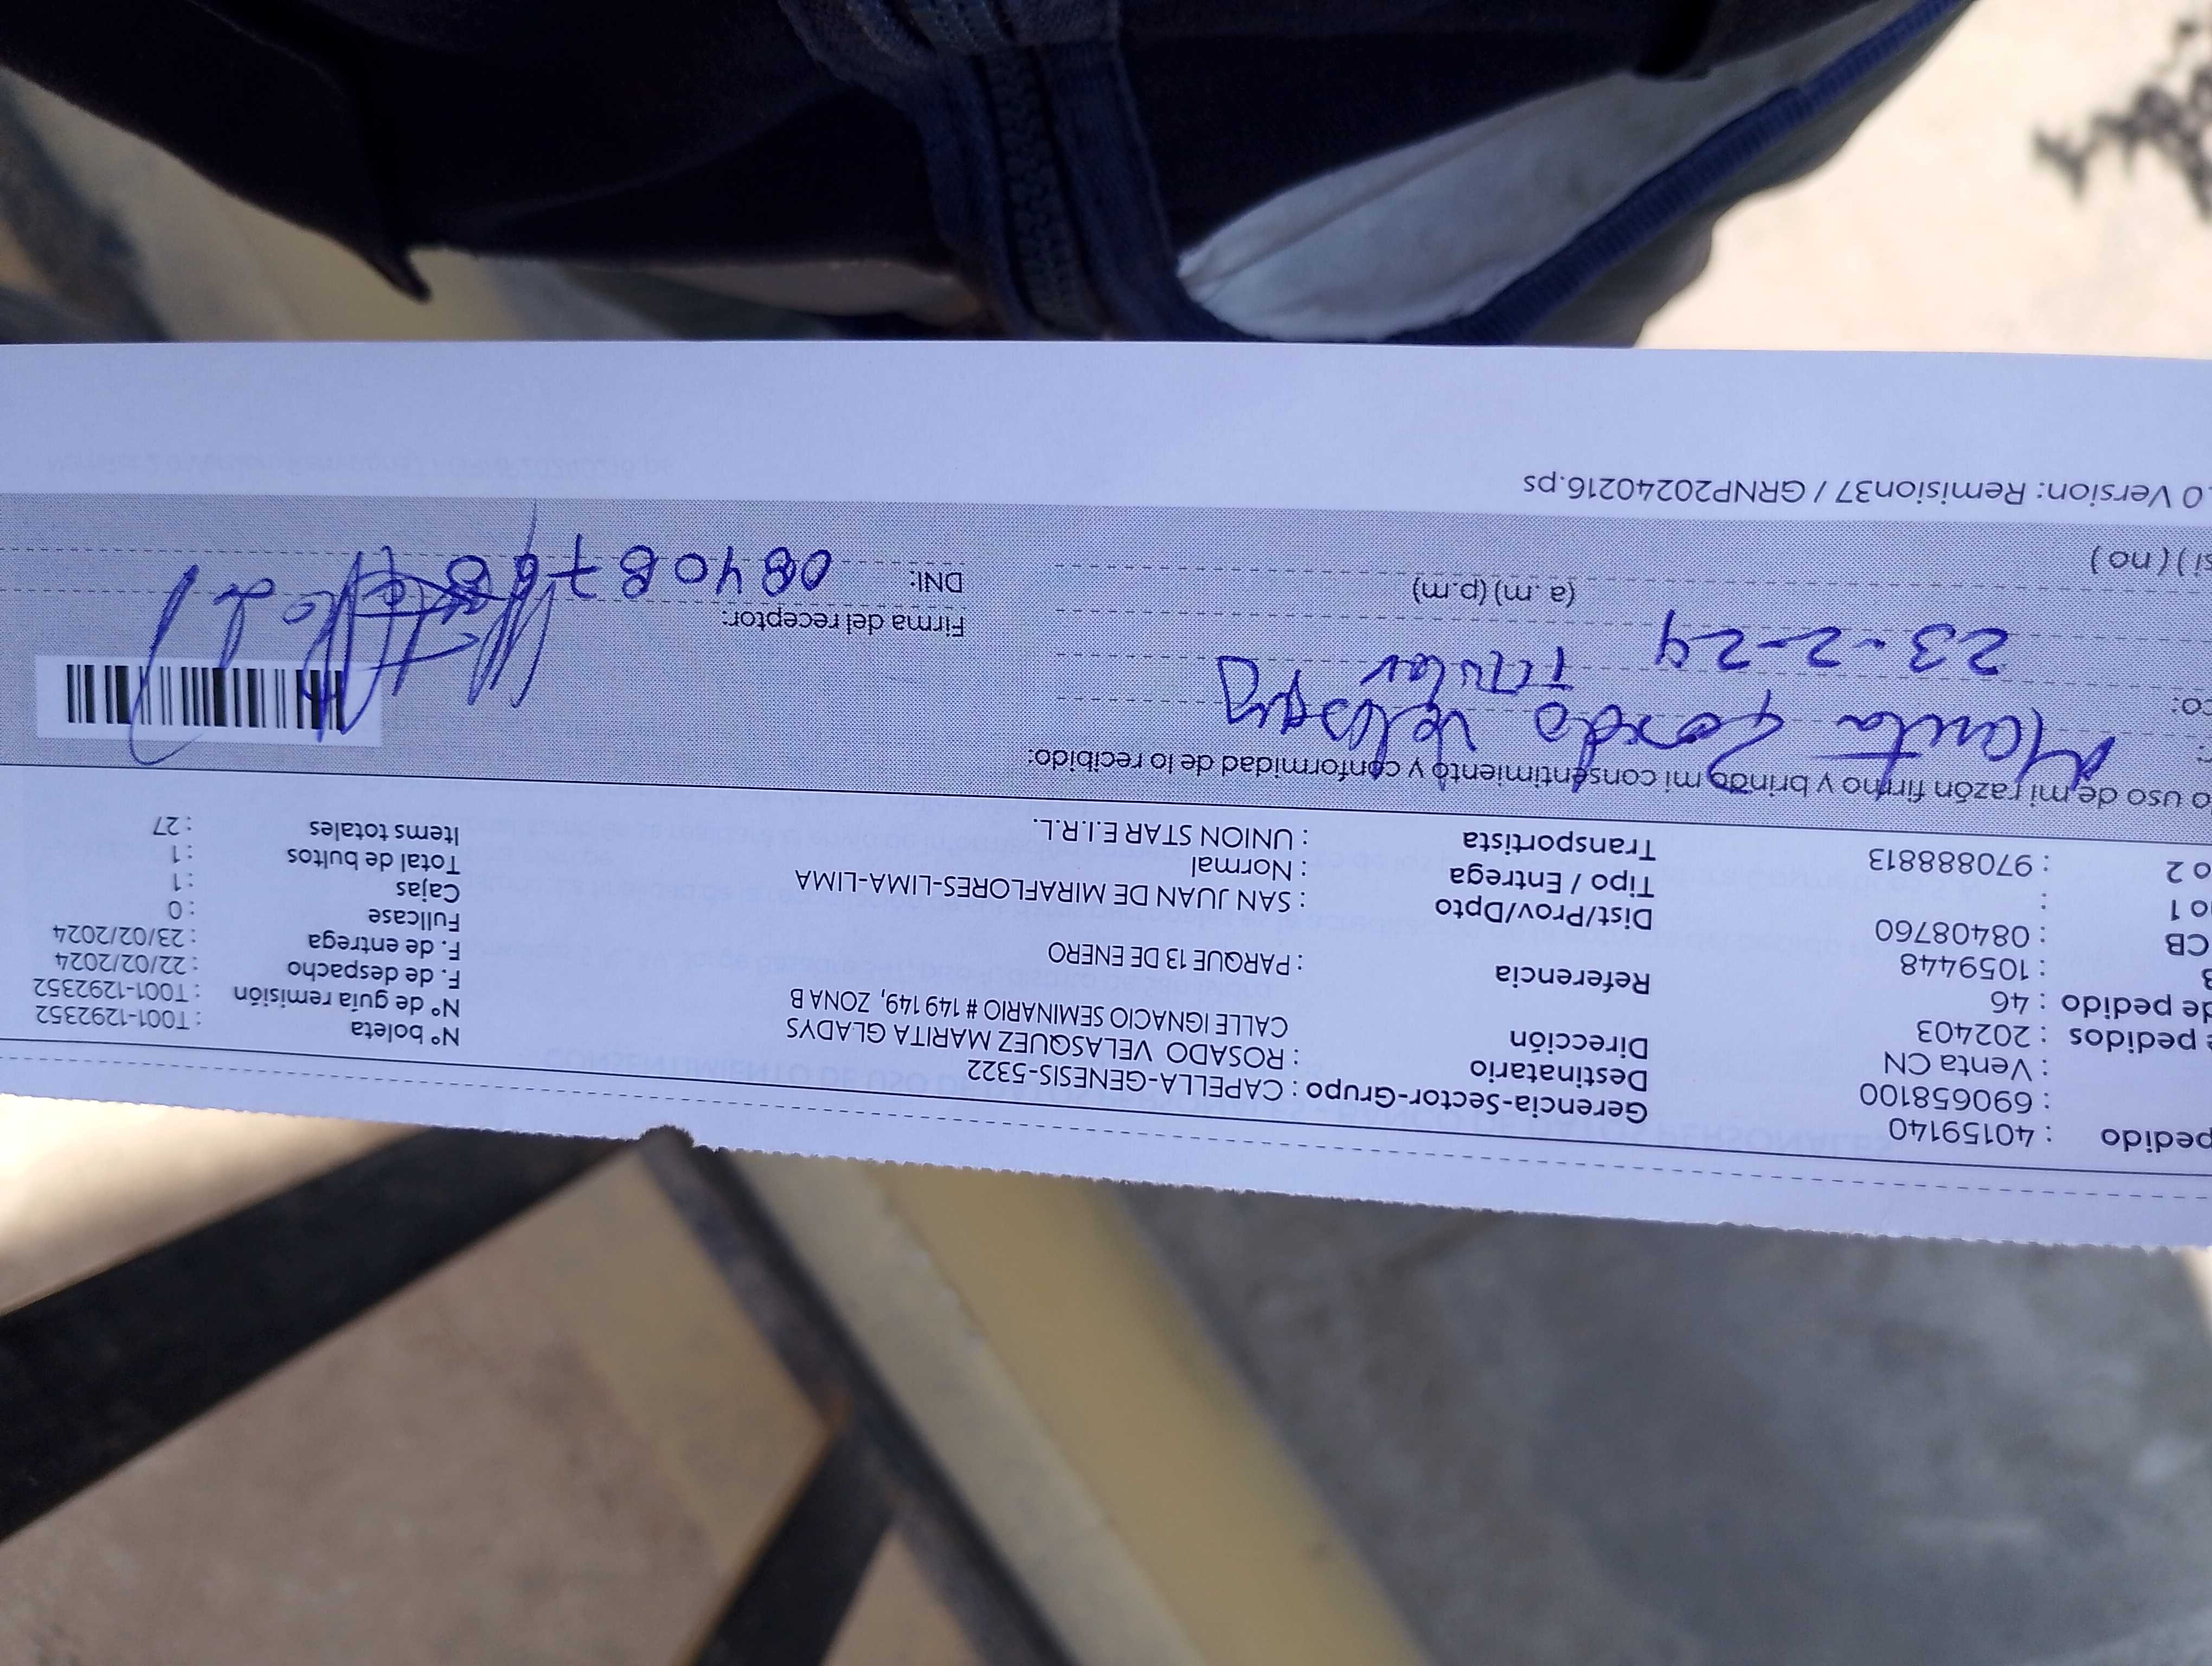 pedido : 40159140
: 690658100
: Venta CN
e pedidos : 202403
de pedido : 46
: 1059448
CB : 08408760
o 1 :
o 2 : 970888813
Gerencia-Sector-Grupo : CAPELLA-GENESIS-5322
Destinatario : ROSADO VELASQUEZ MARITA GLADYS
Dirección CALLE IGNACIO SEMINARIO # 149 149, ZONA B
Referencia : PARQUE 13 DE ENERO
Dist/Prov/Dpto : SAN JUAN DE MIRAFLORES-LIMA-LIMA
Tipo / Entrega : Normal
Transportista : UNION STAR E.I.R.L.
N° boleta : T001-1292352
N° de guía remisión : T001-1292352
F. de despacho : 22/02/2024
F. de entrega : 23/02/2024
Fullcase : 0
Cajas : 1
Total de bultos : 1
Items totales : 27
o uso de mi razón firmo y brindo mi consentimiento y conformidad de lo recibido:
co:
Titular
23-2-24
(a. m) (p.m)
si ) ( no )
Firma del receptor:
DNI: 08408760
.0 Version: Remision37 / GRNP20240216.ps